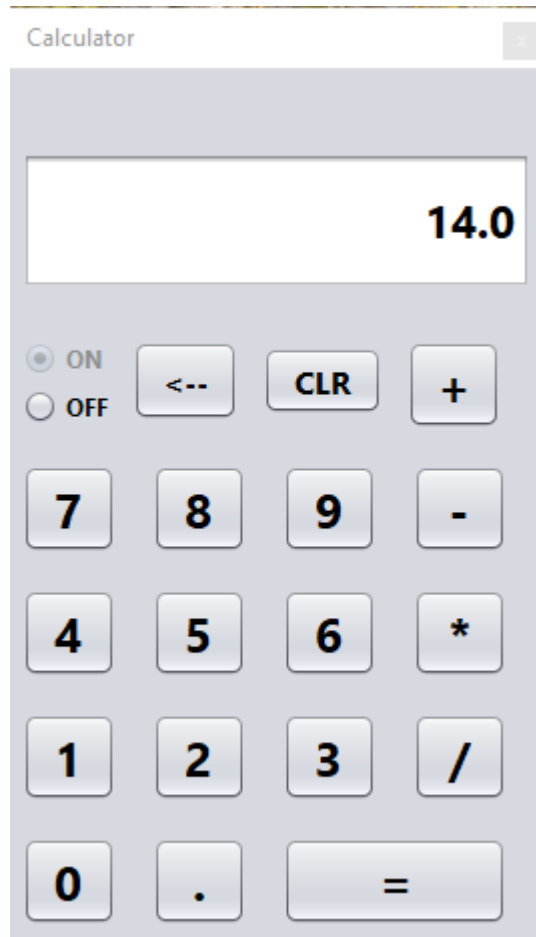 Calculator x
14.0
ON <-- CLR +
OFF
7 8 9 -
4 5 6 *
1 2 3 /
0 . =